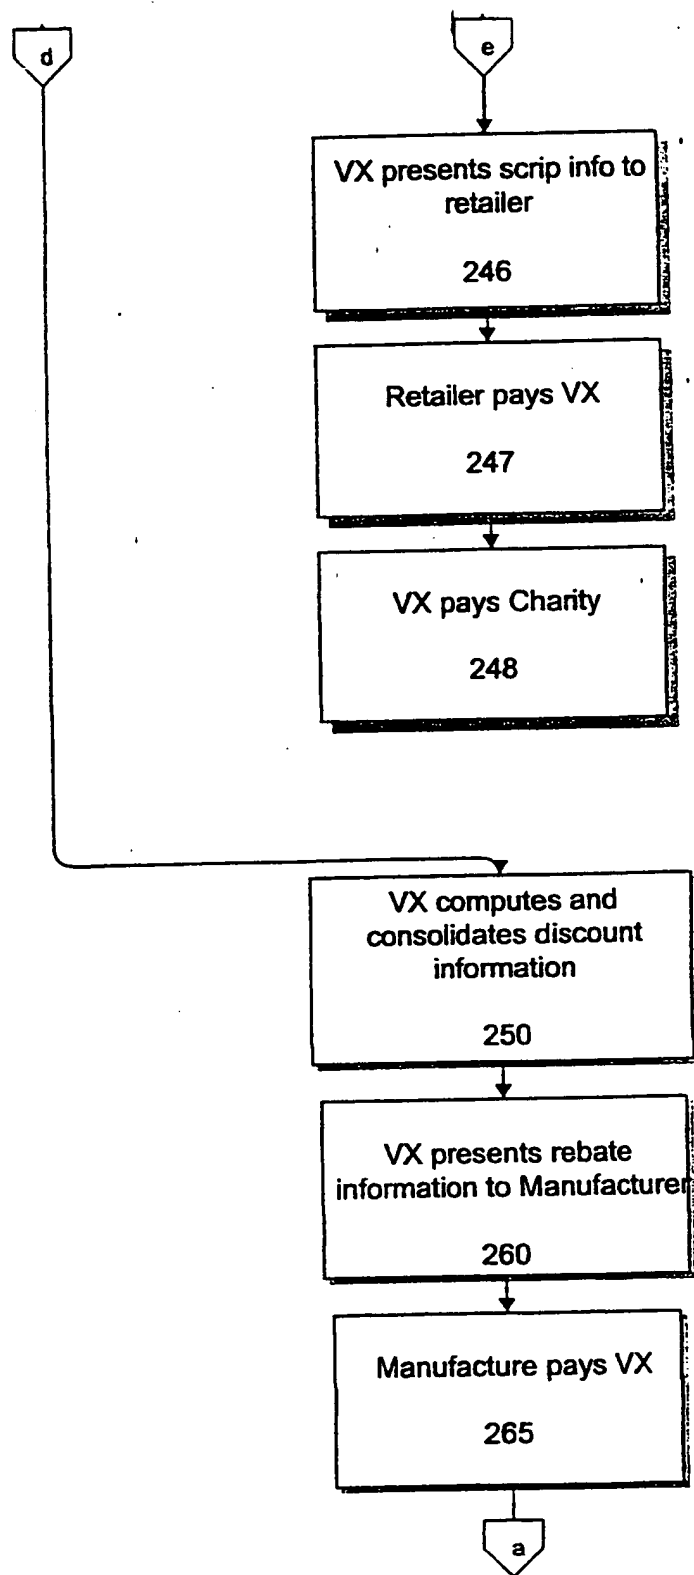 d
e
VX presents scrip info to
retailer
246
Retailer pays VX
247
VX pays Charity
248
VX computes and
consolidates discount
information
250
VX presents rebate
information to Manufacturer
260
Manufacture pays VX
265
a